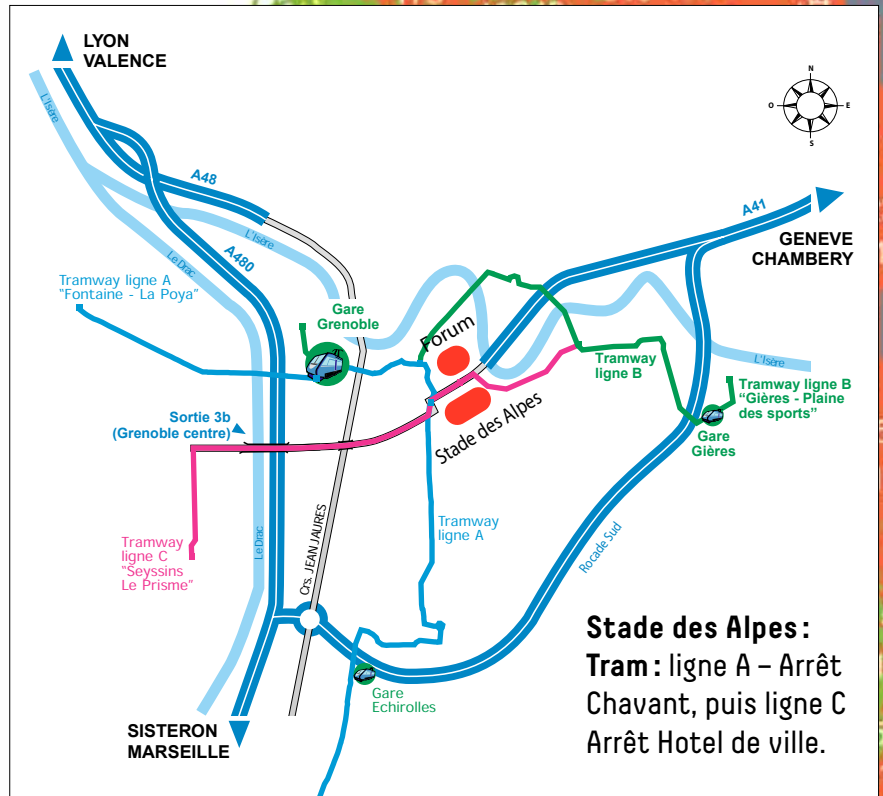 LYON
VALENCE
N
O
E
S
L'Isère
A48
A41
GENEVE
CHAMBERY
L'Isère
Le Drac
A480
Tramway ligne A
"Fontaine - La Poya"
Gare
Grenoble
Forum
Tramway
ligne B
L'Isère
Tramway ligne B
"Gières - Plaine
des sports"
Stade des Alpes
Sortie 3b
(Grenoble centre)
Gare
Gières
Tramway
ligne C
"Seyssins
Le Prisme"
Le Drac
Crs. JEAN JAURES
Tramway
ligne A
Rocade Sud
Gare
Echirolles
SISTERON
MARSEILLE
Stade des Alpes :
Tram : ligne A – Arrêt
Chavant, puis ligne C
Arrêt Hotel de ville.